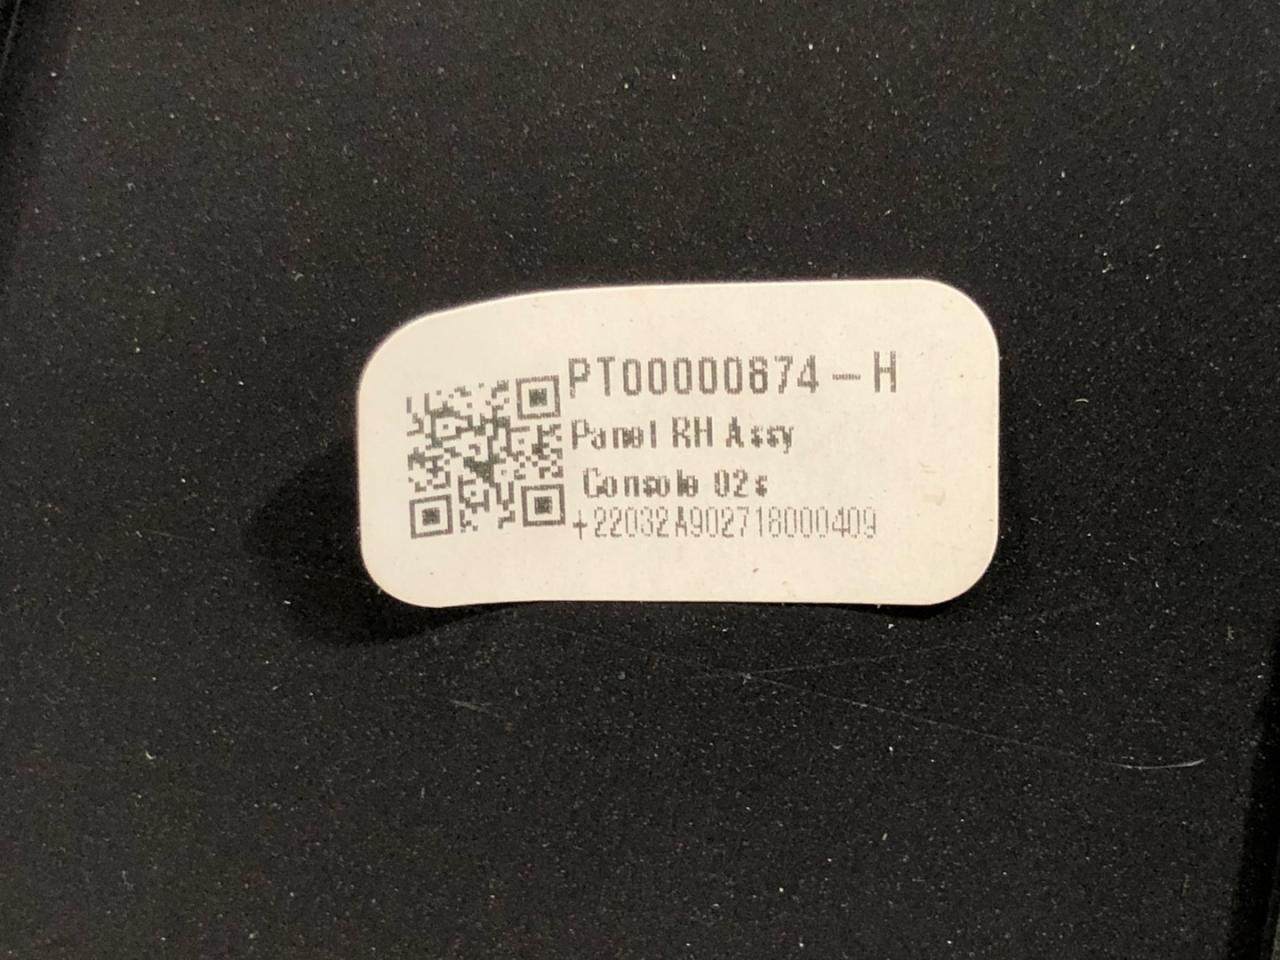 PT00000874-H
Panel RH Assy
Console 02s
+22032A902718000409